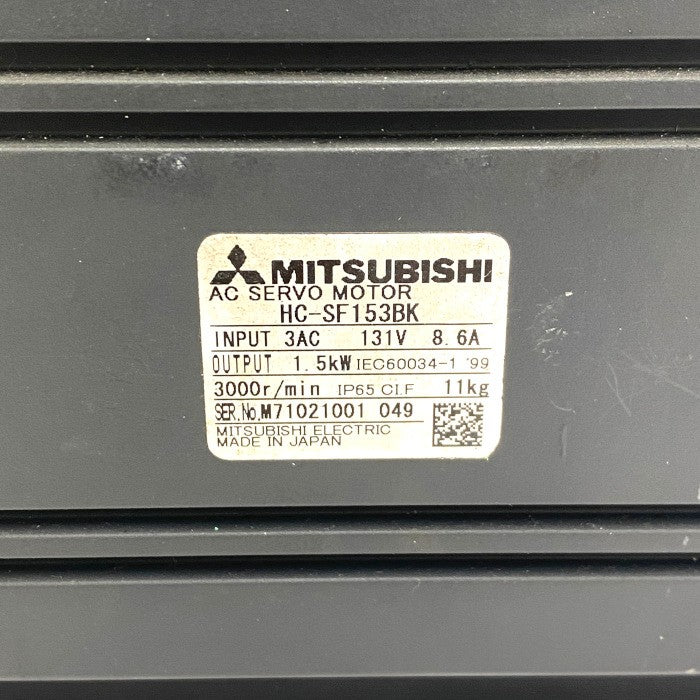 MITSUBISHI
AC SERVO MOTOR
HC-SF153BK
INPUT 3AC 131V 8.6A
OUTPUT 1.5kW IEC60034-1 '99
3000r/min IP65 CI.F 11kg
SER.No.M71021001 049
MITSUBISHI ELECTRIC
MADE IN JAPAN